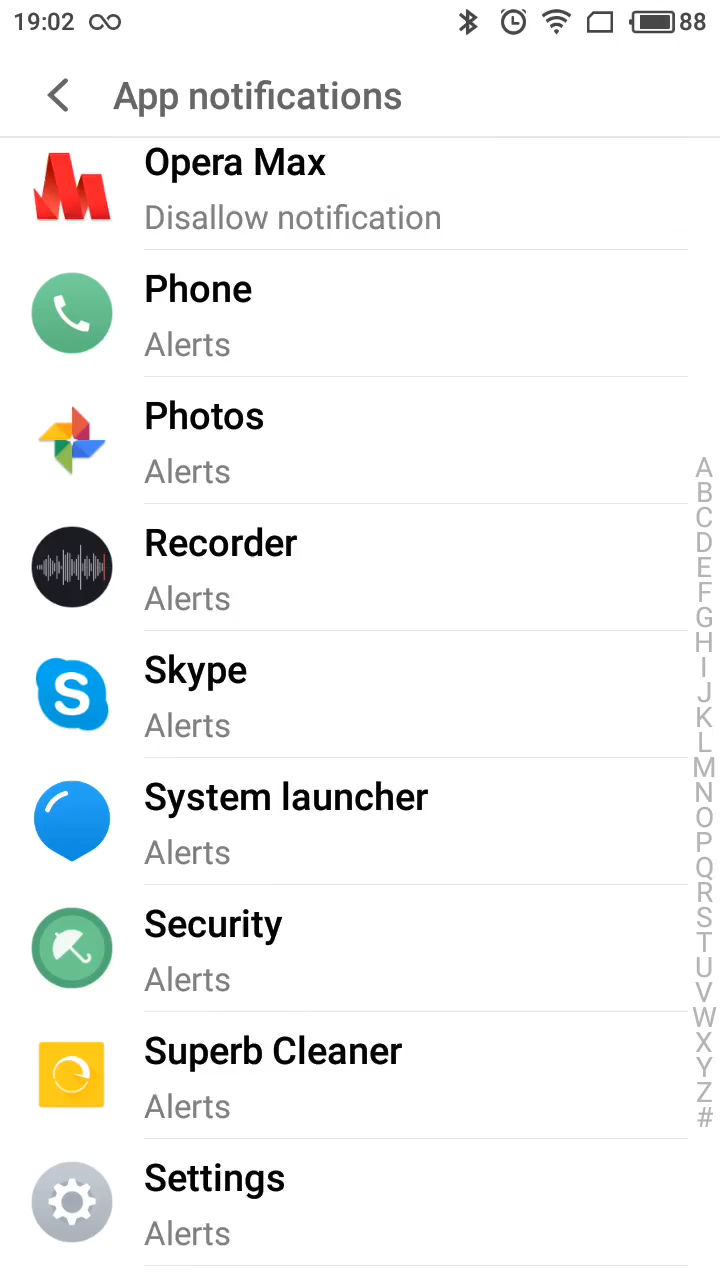 19:02 88
App notifications
Opera Max
Disallow notification
Phone
Alerts
Photos
Alerts
Recorder
Alerts
S
Skype
Alerts
System launcher
Alerts
Security
Alerts
Superb Cleaner
Alerts
Settings
Alerts
A
B
C
D
E
F
G
H
I
J
K
L
M
N
O
P
Q
R
S
T
U
V
W
X
Y
Z
#